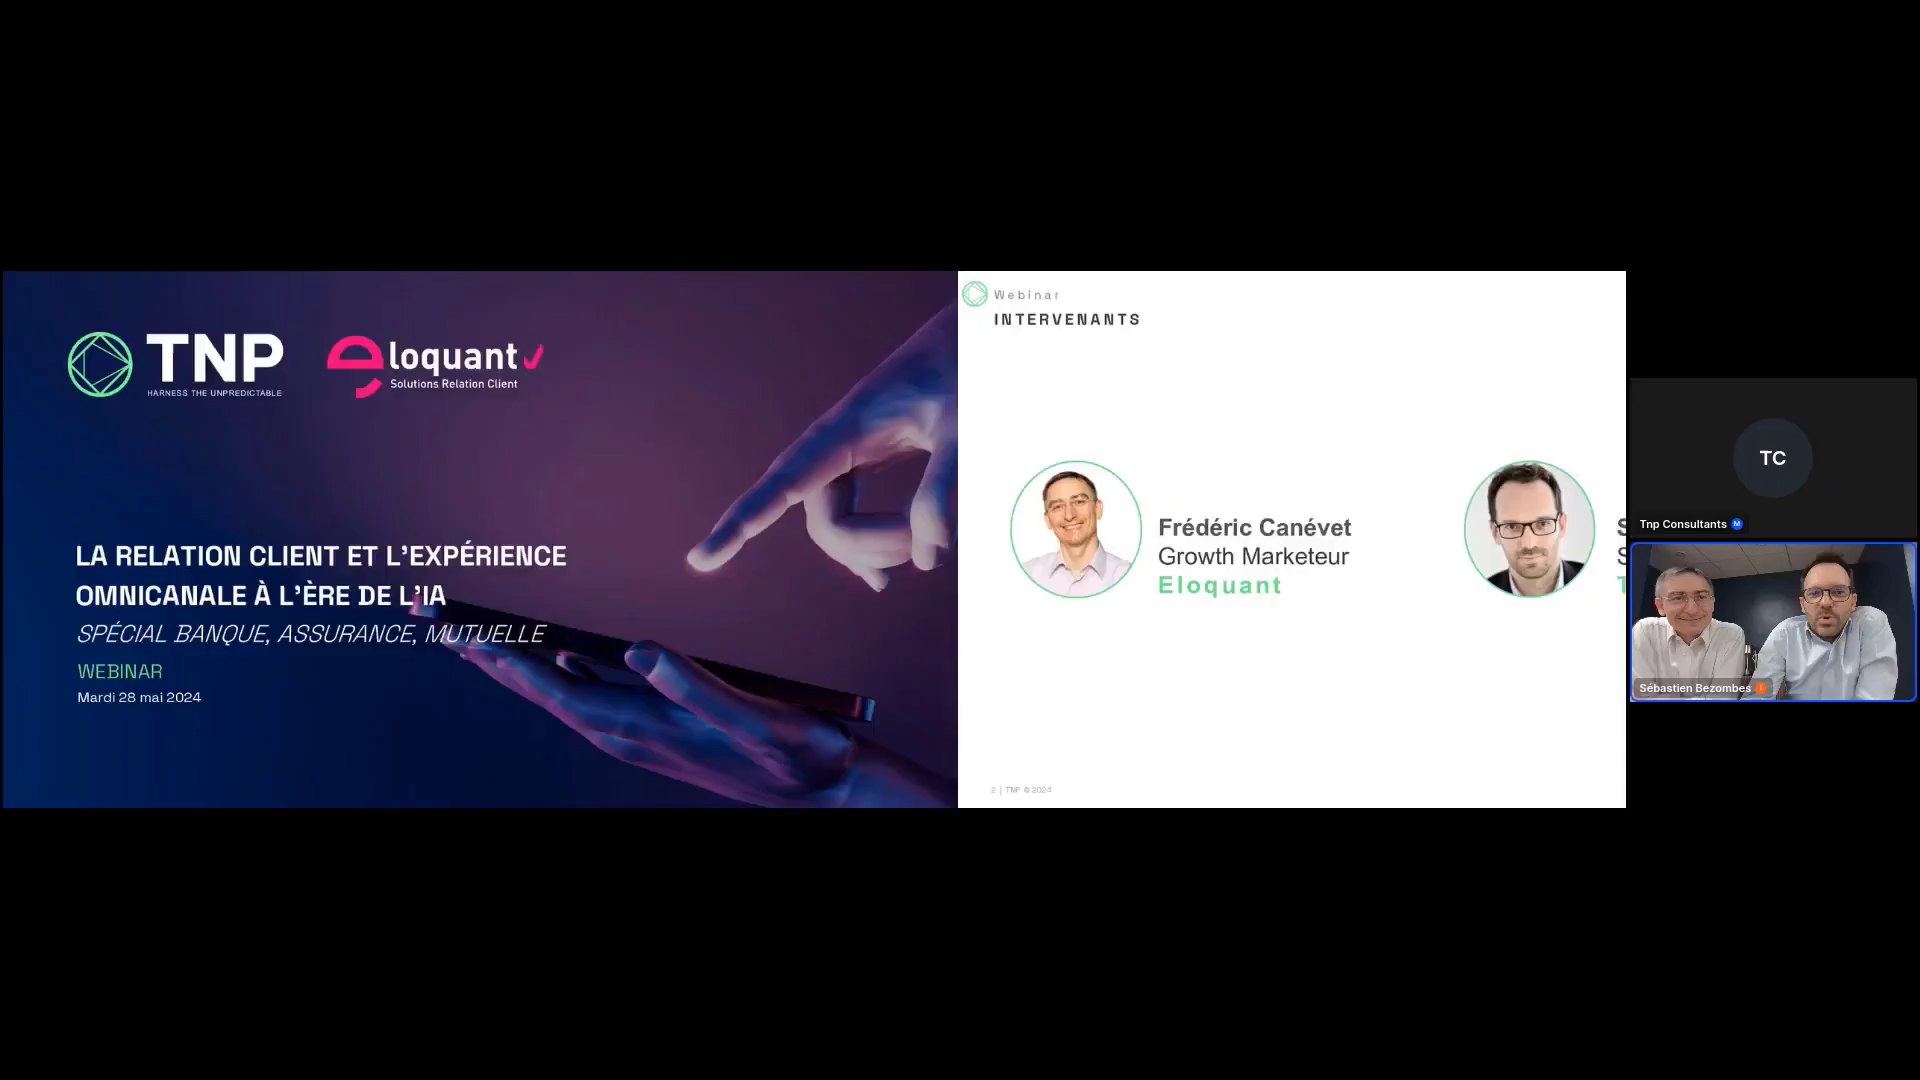 TNP
HARNESS THE UNPREDICTABLE
eloquant
Solutions Relation Client
LA RELATION CLIENT ET L'EXPÉRIENCE
OMNICANALE À L'ÈRE DE L'IA
SPÉCIAL BANQUE, ASSURANCE, MUTUELLE
WEBINAR
Mardi 28 mai 2024
Webinar
INTERVENANTS
Frédéric Canévet
Growth Marketeur
Eloquant
S
S
T
2 | TNP © 2024
TC
Tnp Consultants M
Sébastien Bezombes I